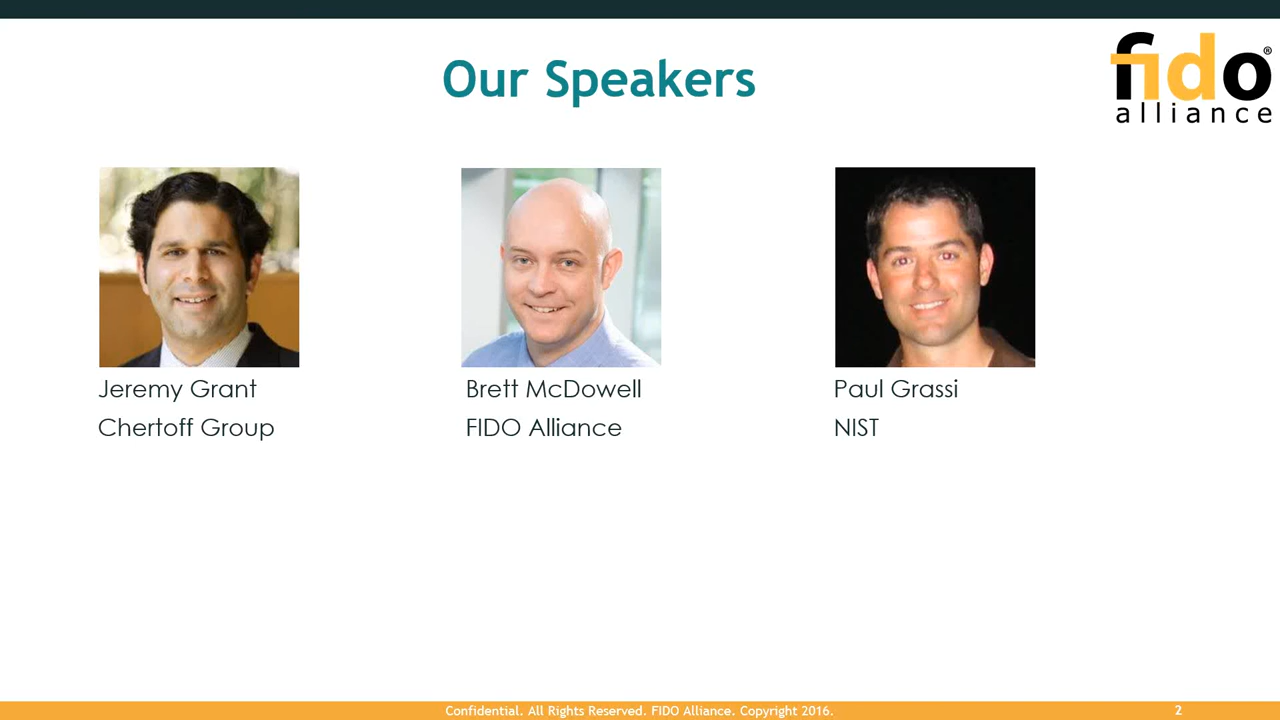 Our Speakers
fido®
alliance
Jeremy Grant
Chertoff Group
Brett McDowell
FIDO Alliance
Paul Grassi
NIST
Confidential. All Rights Reserved. FIDO Alliance. Copyright 2016.
2